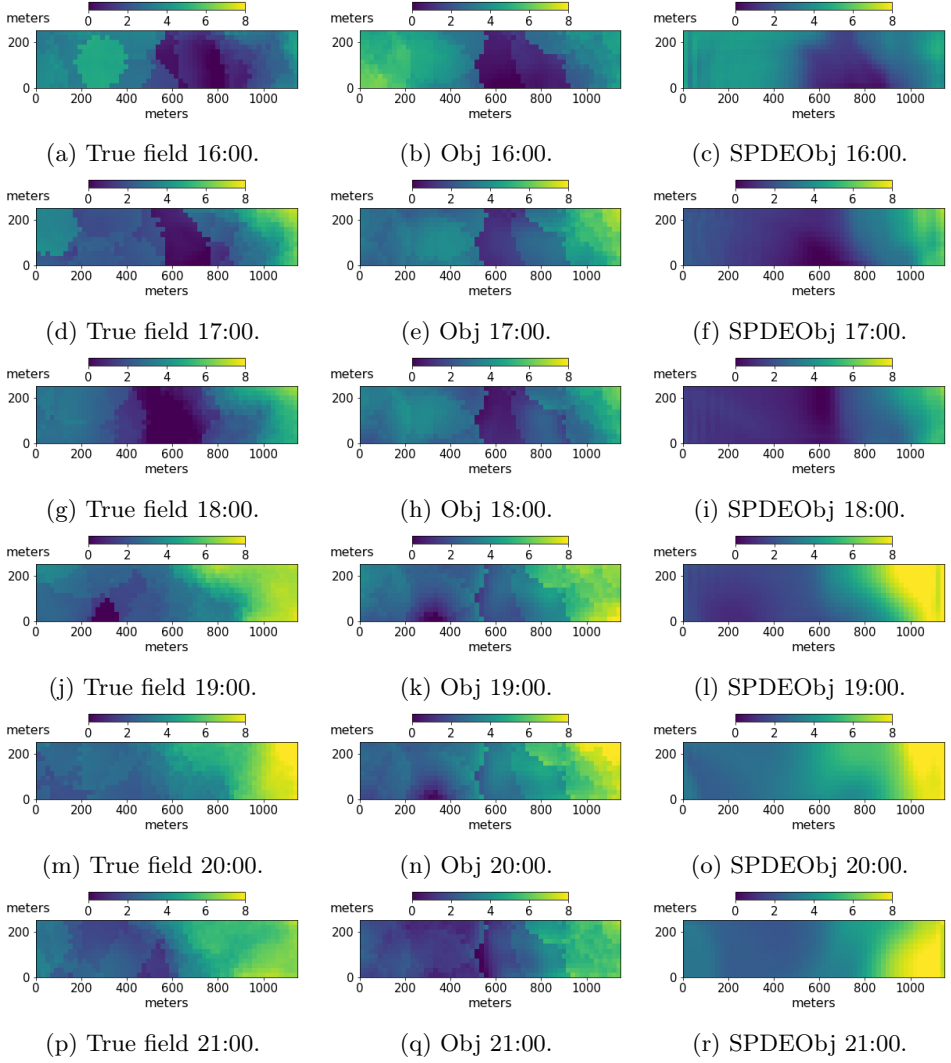 0 2 4 6 8 0 2 4 6 8 0 2 4 6 8
200 200 200
0 0 0
0 200 400 600 800 1000 0 200 400 600 800 1000 0 200 400 600 800 1000
meters meters meters
(a) True field 16:00. (b) Obj 16:00. (c) SPDEObj 16:00.
meters 0 2 4 6 8 meters 0 2 4 6 8 meters 0 2 4 6 8
200 200 200
0 0 0
0 200 400 600 800 1000 0 200 400 600 800 1000 0 200 400 600 800 1000
meters meters meters
(d) True field 17:00. (e) Obj 17:00. (f) SPDEObj 17:00.
meters 0 2 4 6 8 meters 0 2 4 6 8 meters 0 2 4 6 8
200 200 200
0 0 0
0 200 400 600 800 1000 0 200 400 600 800 1000 0 200 400 600 800 1000
meters meters meters
(g) True field 18:00. (h) Obj 18:00. (i) SPDEObj 18:00.
meters 0 2 4 6 8 meters 0 2 4 6 8 meters 0 2 4 6 8
200 200 200
0 0 0
0 200 400 600 800 1000 0 200 400 600 800 1000 0 200 400 600 800 1000
meters meters meters
(j) True field 19:00. (k) Obj 19:00. (l) SPDEObj 19:00.
meters 0 2 4 6 8 meters 0 2 4 6 8 meters 0 2 4 6 8
200 200 200
0 0 0
0 200 400 600 800 1000 0 200 400 600 800 1000 0 200 400 600 800 1000
meters meters meters
(m) True field 20:00. (n) Obj 20:00. (o) SPDEObj 20:00.
meters 0 2 4 6 8 meters 0 2 4 6 8 meters 0 2 4 6 8
200 200 200
0 0 0
0 200 400 600 800 1000 0 200 400 600 800 1000 0 200 400 600 800 1000
meters meters meters
(p) True field 21:00. (q) Obj 21:00. (r) SPDEObj 21:00.